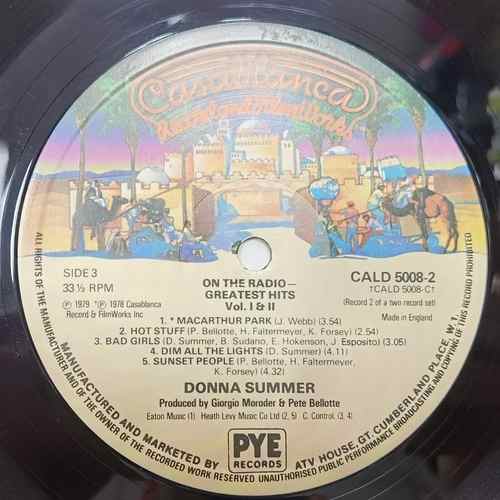 Casablanca
Record and FilmWorks
SIDE 3
33⅓ RPM
ON THE RADIO—
GREATEST HITS
Vol. I & II
CALD 5008-2
†CALD 5008-C†
℗ 1979 *℗ 1978 Casablanca
Record & FilmWorks Inc
(Record 2 of a two record set)
Made in England
1. * MACARTHUR PARK (J. Webb) (3.54)
2. HOT STUFF (P. Bellotte, H. Faltermeyer, K. Forsey) (2.54)
3. BAD GIRLS (D. Summer, B. Sudano, E. Hokenson, J Esposito) (3.05)
4. DIM ALL THE LIGHTS (D. Summer) (4.11)
5. SUNSET PEOPLE (P. Bellotte, H. Faltermeyer,
K. Forsey) (4.32)
DONNA SUMMER
Produced by Giorgio Moroder & Pete Bellotte
Eaton Music (1) Heath Levy Music Co Ltd (2, 5) C. Control. (3, 4)
PYE
RECORDS
MANUFACTURED AND MARKETED BY
ATV HOUSE, GT. CUMBERLAND PLACE, W.1.
ALL RIGHTS OF THE MANUFACTURER AND OF THE OWNER OF THE RECORDED WORK RESERVED UNAUTHORISED PUBLIC PERFORMANCE BROADCASTING AND COPYING OF THIS RECORD PROHIBITED